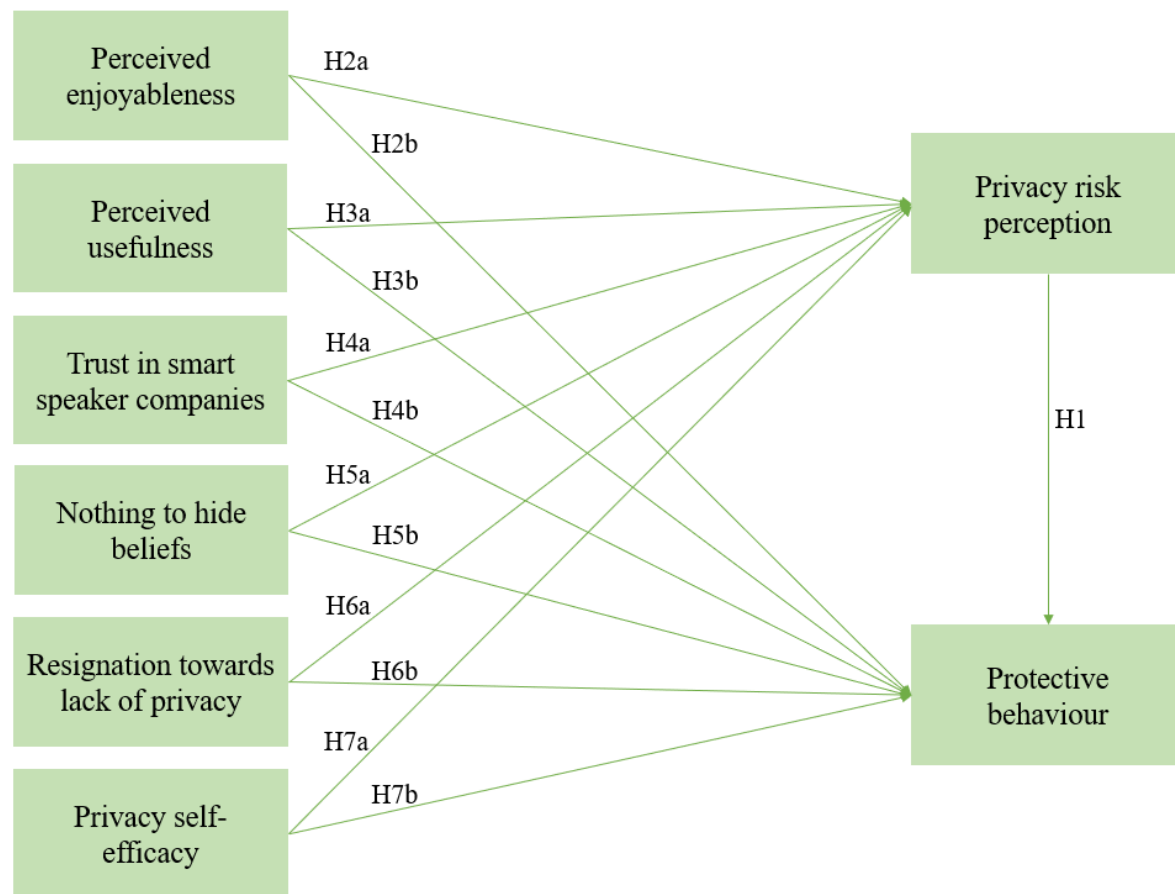 Perceived
enjoyableness
H2a
H2b
Perceived
usefulness
H3a
H3b
Trust in smart
speaker companies
H4a
H4b
Nothing to hide
beliefs
H5a
H5b
Resignation towards
lack of privacy
H6a
H6b
Privacy self-
efficacy
H7a
H7b
Privacy risk
perception
H1
Protective
behaviour